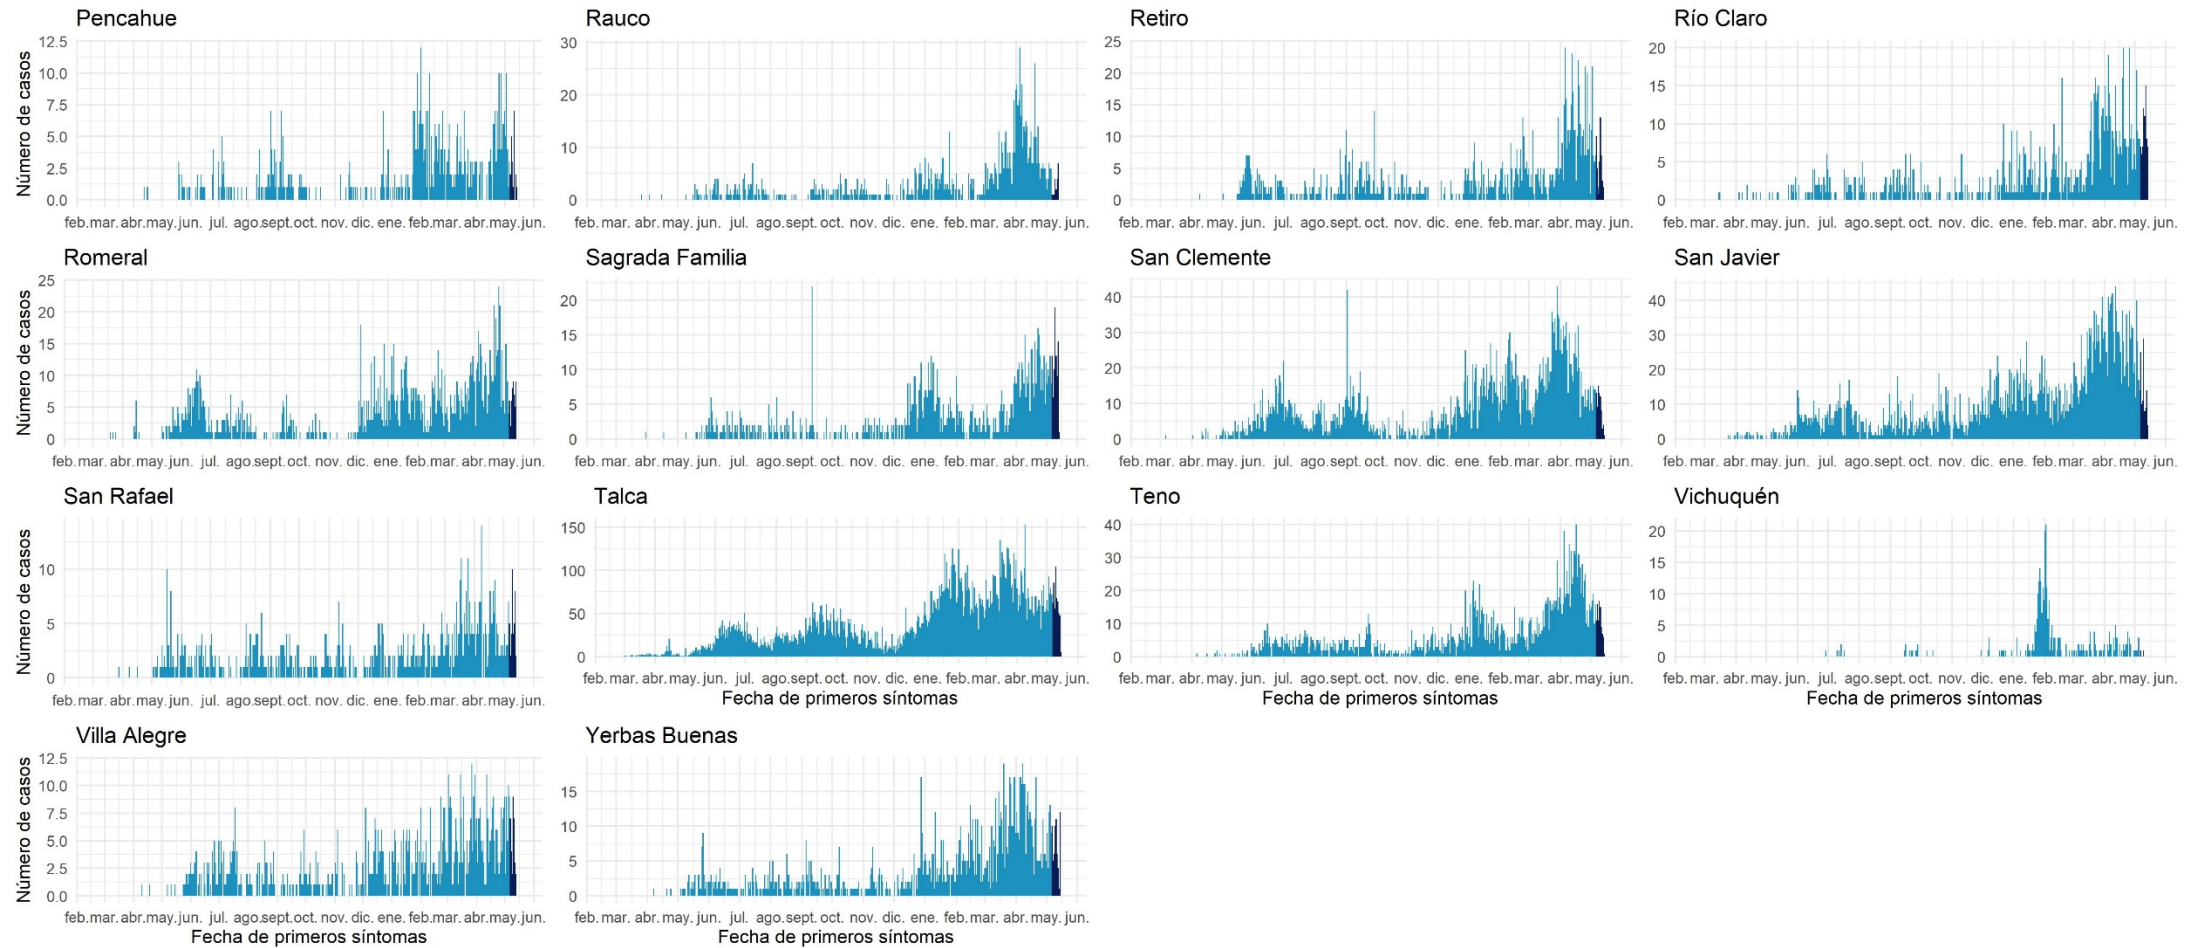 Pencahue
Número de casos
12.5
10.0
7.5
5.0
2.5
0.0
feb. mar. abr. may. jun. jul. ago. sept. oct. nov. dic. ene. feb. mar. abr. may. jun.
Rauco
30
20
10
0
feb. mar. abr. may. jun. jul. ago. sept. oct. nov. dic. ene. feb. mar. abr. may. jun.
Retiro
25
20
15
10
5
0
feb. mar. abr. may. jun. jul. ago. sept. oct. nov. dic. ene. feb. mar. abr. may. jun.
Río Claro
20
15
10
5
0
feb. mar. abr. may. jun. jul. ago. sept. oct. nov. dic. ene. feb. mar. abr. may. jun.
Romeral
Número de casos
25
20
15
10
5
0
feb. mar. abr. may. jun. jul. ago. sept. oct. nov. dic. ene. feb. mar. abr. may. jun.
Sagrada Familia
20
15
10
5
0
feb. mar. abr. may. jun. jul. ago. sept. oct. nov. dic. ene. feb. mar. abr. may. jun.
San Clemente
40
30
20
10
0
feb. mar. abr. may. jun. jul. ago. sept. oct. nov. dic. ene. feb. mar. abr. may. jun.
San Javier
40
30
20
10
0
feb. mar. abr. may. jun. jul. ago. sept. oct. nov. dic. ene. feb. mar. abr. may. jun.
San Rafael
Número de casos
10
5
0
feb. mar. abr. may. jun. jul. ago. sept. oct. nov. dic. ene. feb. mar. abr. may. jun.
Talca
150
100
50
0
feb. mar. abr. may. jun. jul. ago. sept. oct. nov. dic. ene. feb. mar. abr. may. jun.
Fecha de primeros síntomas
Teno
40
30
20
10
0
feb. mar. abr. may. jun. jul. ago. sept. oct. nov. dic. ene. feb. mar. abr. may. jun.
Fecha de primeros síntomas
Vichuquén
20
15
10
5
0
feb. mar. abr. may. jun. jul. ago. sept. oct. nov. dic. ene. feb. mar. abr. may. jun.
Fecha de primeros síntomas
Villa Alegre
Número de casos
12.5
10.0
7.5
5.0
2.5
0.0
feb. mar. abr. may. jun. jul. ago. sept. oct. nov. dic. ene. feb. mar. abr. may. jun.
Fecha de primeros síntomas
Yerbas Buenas
15
10
5
0
feb. mar. abr. may. jun. jul. ago. sept. oct. nov. dic. ene. feb. mar. abr. may. jun.
Fecha de primeros síntomas